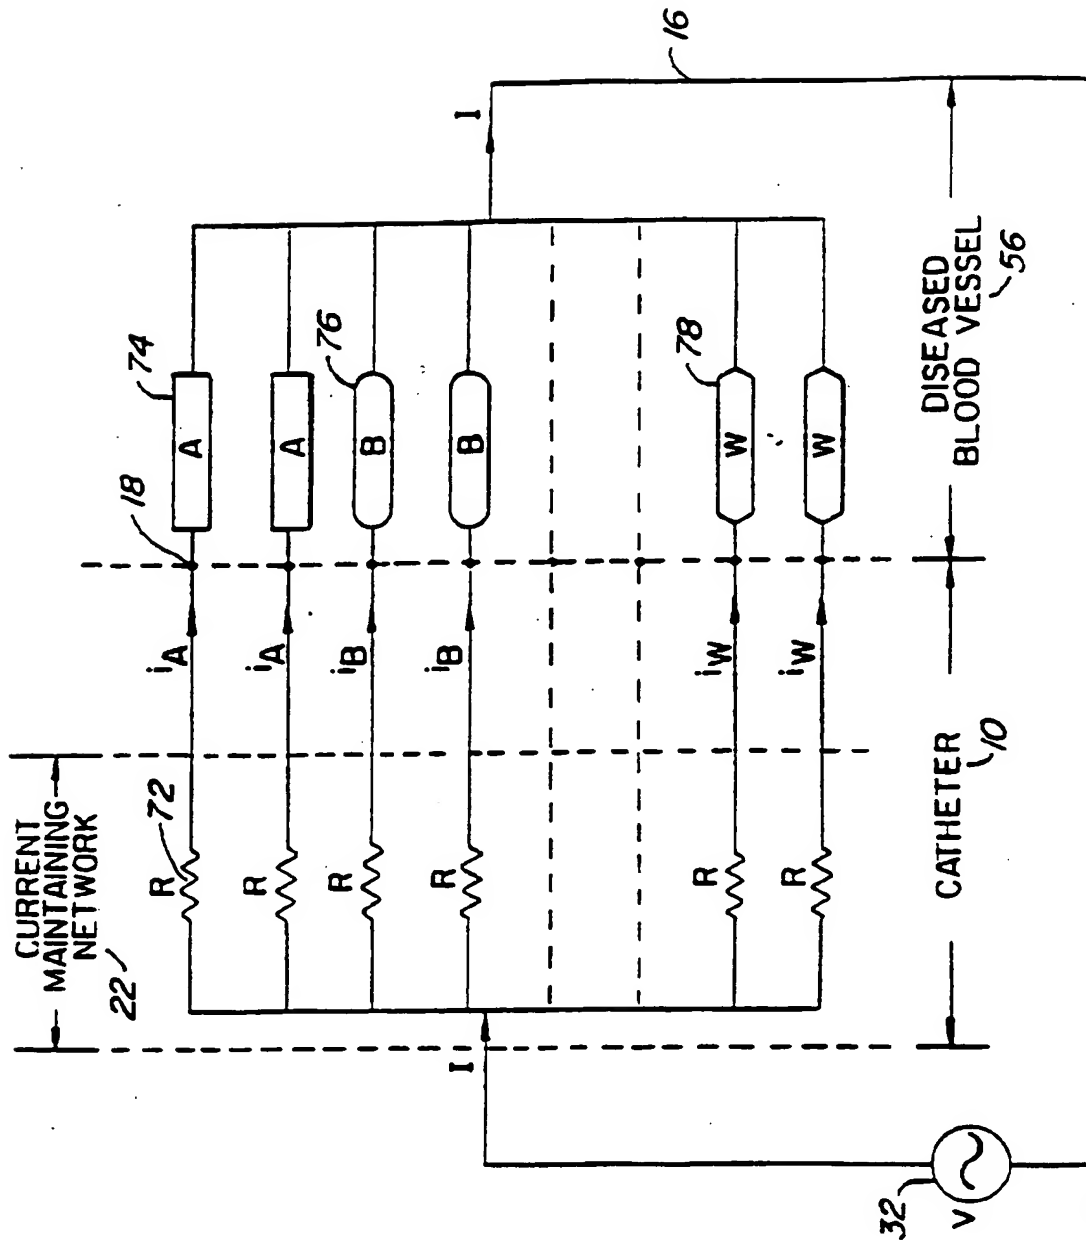 CURRENT
MAINTAINING
NETWORK
22
R
72
R
R
R
R
R
iA
iA
iB
iB
iW
iW
18
A
74
A
B
76
B
W
78
W
I
I
16
CATHETER
10
DISEASED
BLOOD VESSEL
56
32
V